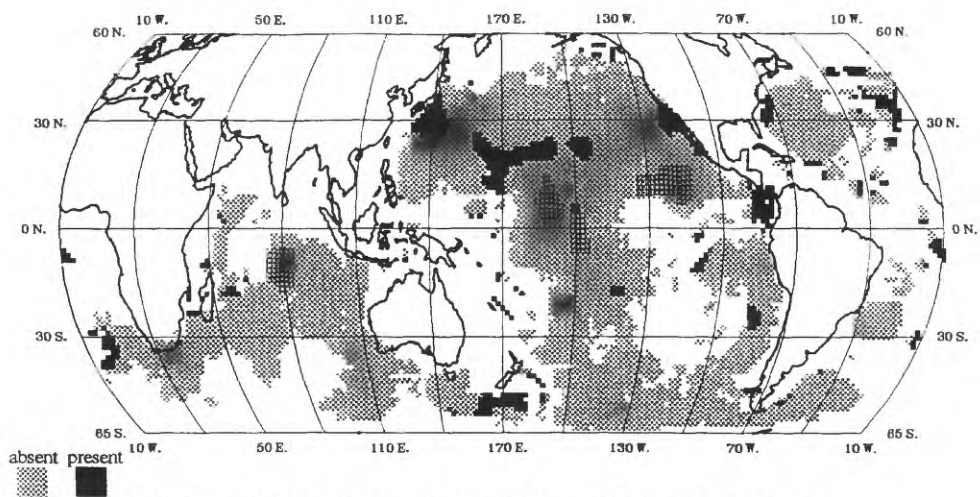 10 W. 50 E. 110 E. 170 E. 130 W. 70 W. 10 W.
60 N. 60 N.
30 N. 30 N.
0 N. 0 N.
30 S. 30 S.
65 S. 65 S.
10 W. 50 E. 110 E. 170 E. 130 W. 70 W. 10 W.
absent present